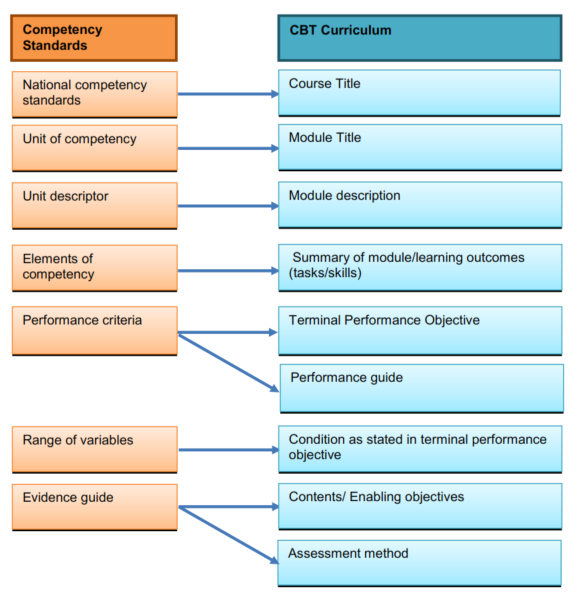 Competency
Standards
CBT Curriculum
National competency
standards
Course Title
Unit of competency
Module Title
Unit descriptor
Module description
Elements of
competency
Summary of module/learning outcomes
(tasks/skills)
Performance criteria
Terminal Performance Objective
Performance guide
Range of variables
Condition as stated in terminal performance
objective
Evidence guide
Contents/ Enabling objectives
Assessment method